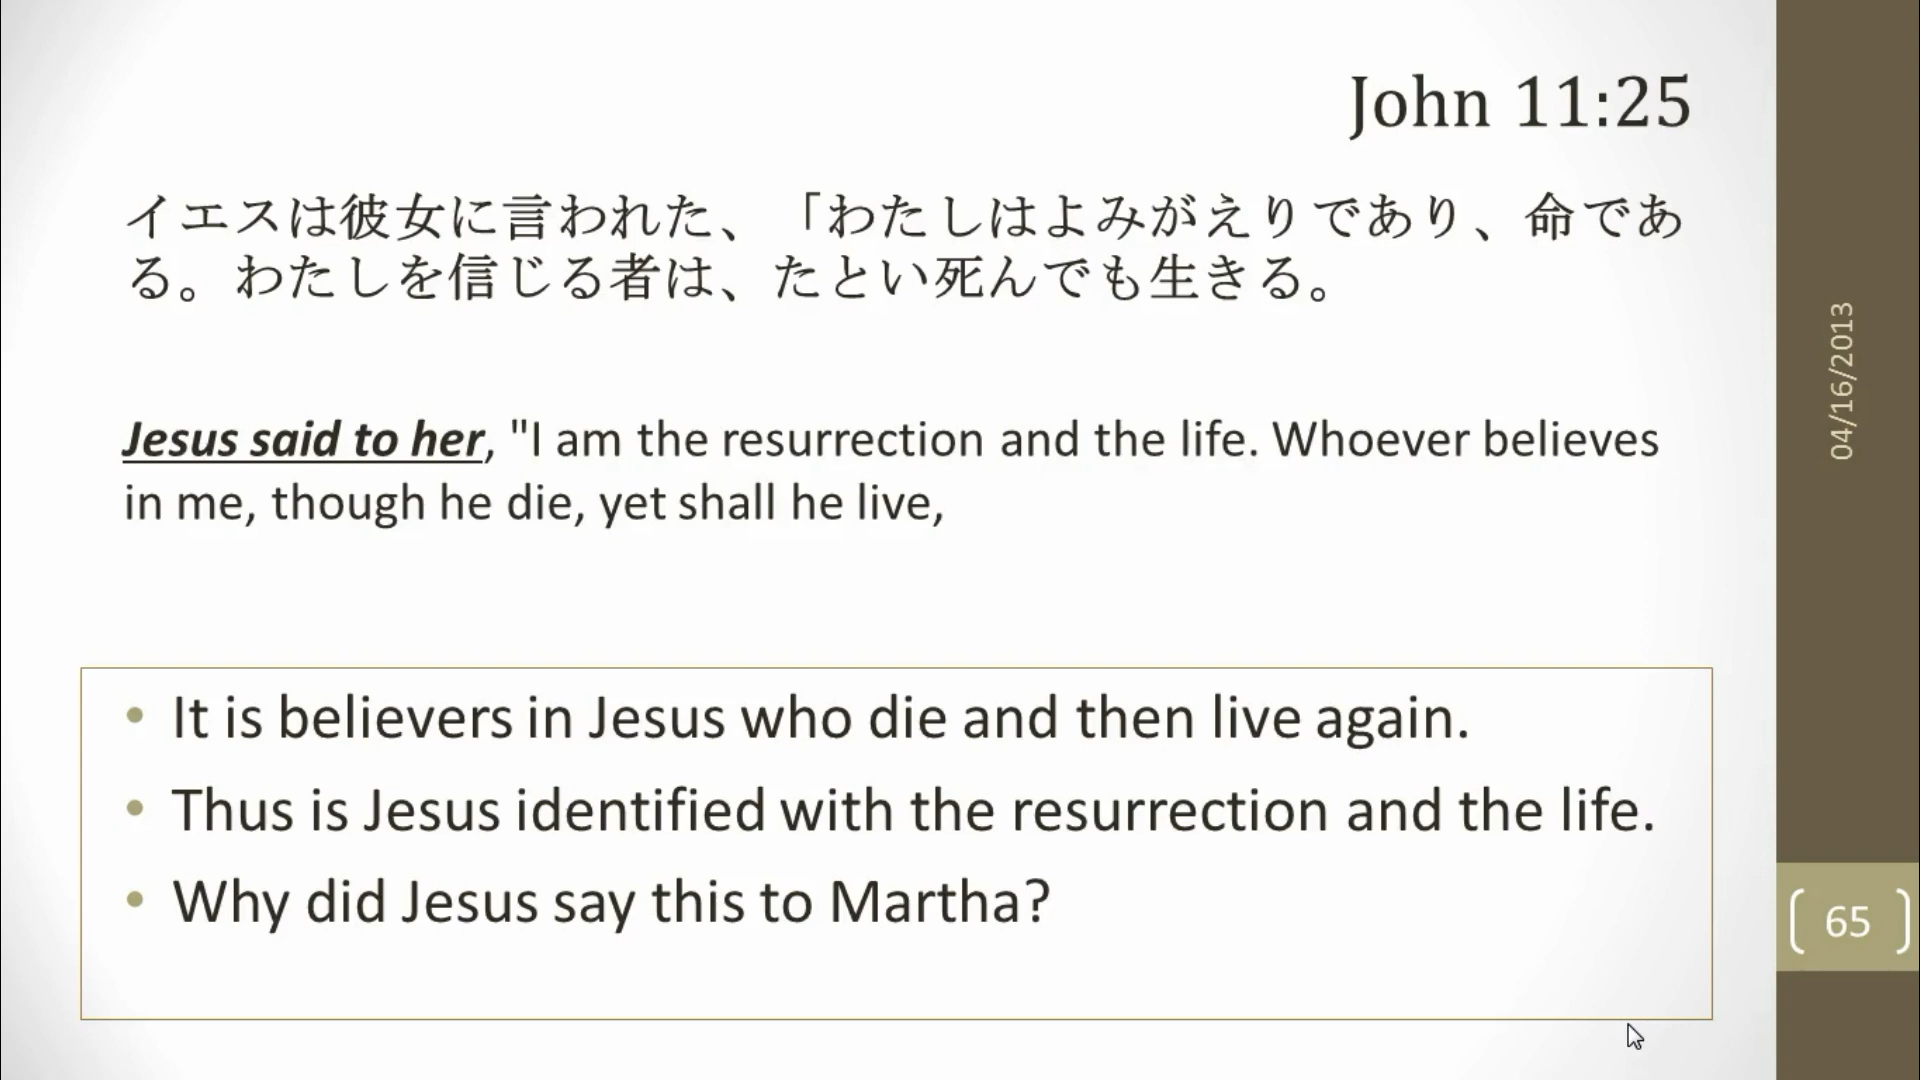 John 11:25
イエスは彼女に言われた、「わたしはよみがえりであり、命であ
る。わたしを信じる者は、たとい死んでも生きる。
Jesus said to her, "I am the resurrection and the life. Whoever believes
in me, though he die, yet shall he live,
• It is believers in Jesus who die and then live again.
• Thus is Jesus identified with the resurrection and the life.
• Why did Jesus say this to Martha?
04/16/2013
65